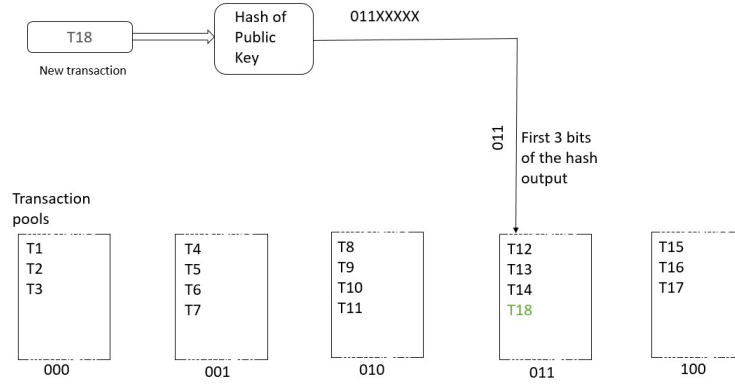 T18
New transaction
Hash of
Public
Key
011XXXXX
011
First 3 bits
of the hash
output
Transaction
pools
T1
T2
T3
000
T4
T5
T6
T7
001
T8
T9
T10
T11
010
T12
T13
T14
T18
011
T15
T16
T17
100